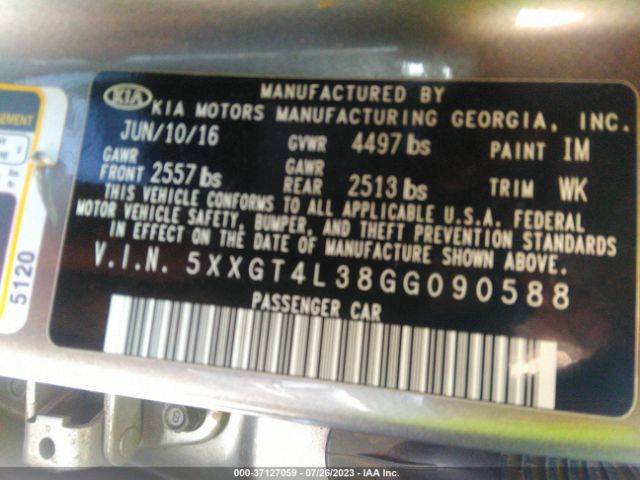 MANUFACTURED BY
KIA KIA MOTORS MANUFACTURING GEORGIA, INC.
JUN/10/16 GVWR 4497 lbs PAINT IM
GAWR FRONT 2557 lbs GAWR REAR 2513 lbs TRIM WK
THIS VEHICLE CONFORMS TO ALL APPLICABLE U.S.A. FEDERAL
MOTOR VEHICLE SAFETY, BUMPER, AND THEFT PREVENTION STANDARDS
IN EFFECT ON THE DATE OF MANUFACTURE SHOWN ABOVE.
V.I.N. 5XXGT4L38GG090588
PASSENGER CAR
5120
000-37127059 - 07/26/2023 - IAA Inc.